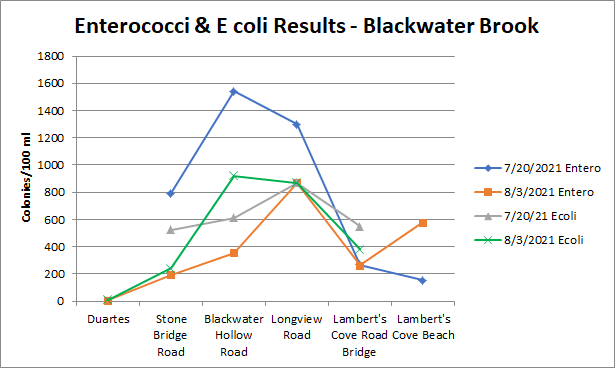 Enterococci & E coli Results - Blackwater Brook
Colonies/100 ml
1800
1600
1400
1200
1000
800
600
400
200
0
Duartes
Stone
Bridge
Road
Blackwater
Hollow
Road
Longview
Road
Lambert's
Cove Road
Bridge
Lambert's
Cove Beach
7/20/2021 Entero
8/3/2021 Entero
7/20/21 Ecoli
8/3/2021 Ecoli